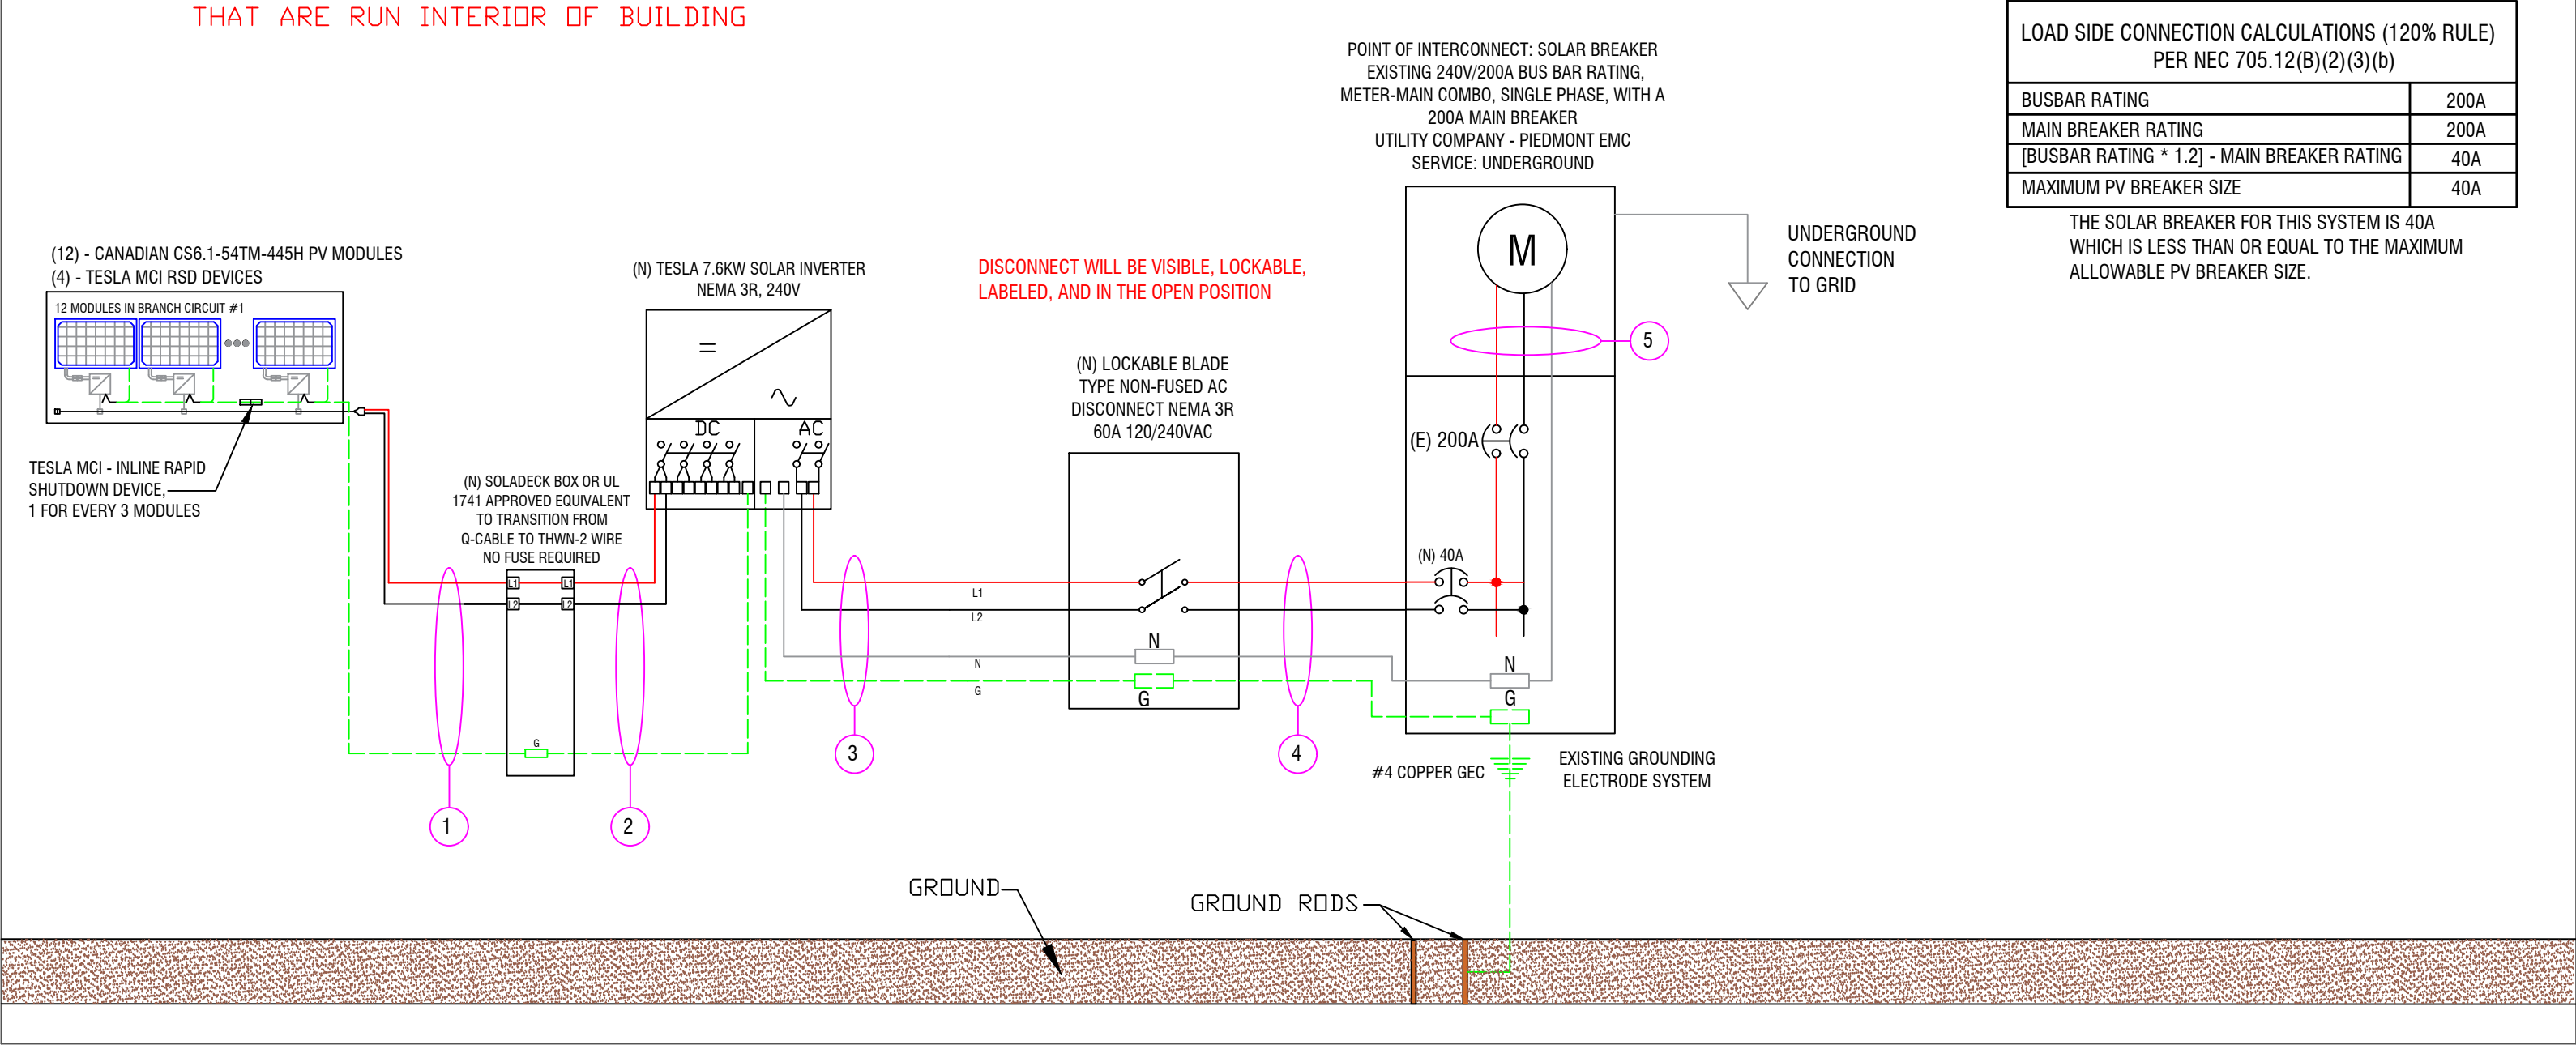 THAT ARE RUN INTERIOR OF BUILDING
LOAD SIDE CONNECTION CALCULATIONS (120% RULE)
PER NEC 705.12(B)(2)(3)(b)
BUSBAR RATING 200A
MAIN BREAKER RATING 200A
[BUSBAR RATING * 1.2] - MAIN BREAKER RATING 40A
MAXIMUM PV BREAKER SIZE 40A
THE SOLAR BREAKER FOR THIS SYSTEM IS 40A
WHICH IS LESS THAN OR EQUAL TO THE MAXIMUM
ALLOWABLE PV BREAKER SIZE.
POINT OF INTERCONNECT: SOLAR BREAKER
EXISTING 240V/200A BUS BAR RATING,
METER-MAIN COMBO, SINGLE PHASE, WITH A
200A MAIN BREAKER
UTILITY COMPANY - PIEDMONT EMC
SERVICE: UNDERGROUND
M
UNDERGROUND
CONNECTION
TO GRID
5
(E) 200A
(N) 40A
N
G
(12) - CANADIAN CS6.1-54TM-445H PV MODULES
(4) - TESLA MCI RSD DEVICES
12 MODULES IN BRANCH CIRCUIT #1
TESLA MCI - INLINE RAPID
SHUTDOWN DEVICE,
1 FOR EVERY 3 MODULES
(N) SOLADECK BOX OR UL
1741 APPROVED EQUIVALENT
TO TRANSITION FROM
Q-CABLE TO THWN-2 WIRE
NO FUSE REQUIRED
L1 L1
L2 L2
G
1
2
(N) TESLA 7.6KW SOLAR INVERTER
NEMA 3R, 240V
DC AC
DISCONNECT WILL BE VISIBLE, LOCKABLE,
LABELED, AND IN THE OPEN POSITION
(N) LOCKABLE BLADE
TYPE NON-FUSED AC
DISCONNECT NEMA 3R
60A 120/240VAC
L1
L2
N
G
N
G
3
4
#4 COPPER GEC
EXISTING GROUNDING
ELECTRODE SYSTEM
GROUND
GROUND RODS